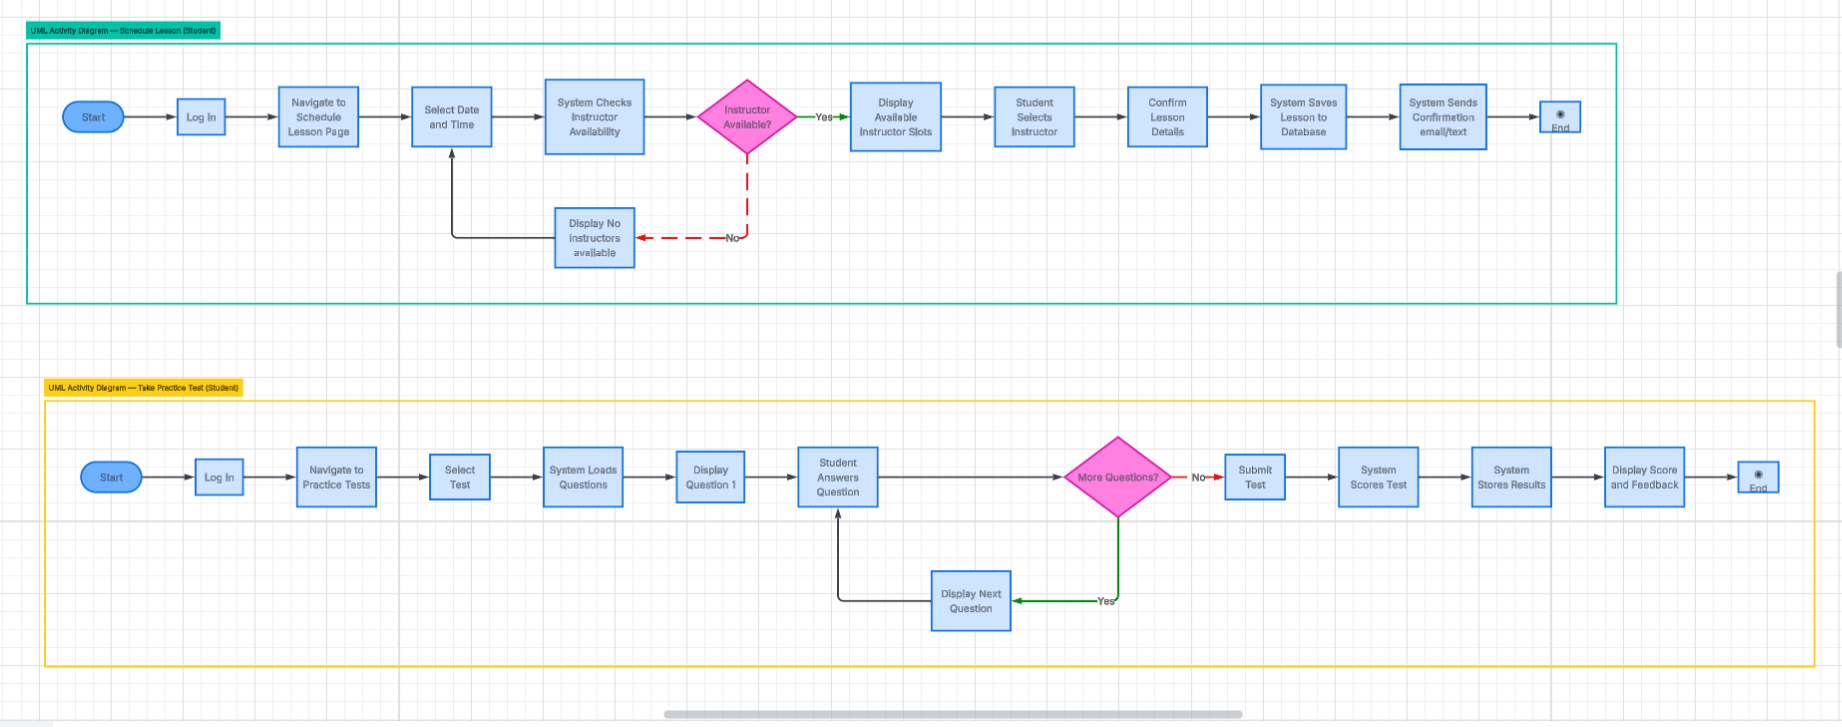 UML Activity Diagram — Schedule Lesson (Student)
Start
Log In
Navigate to
Schedule
Lesson Page
Select Date
and Time
System Checks
Instructor
Availability
Instructor
Available?
Yes
Display
Available
Instructor Slots
Student
Selects
Instructor
Confirm
Lesson
Details
System Saves
Lesson to
Database
System Sends
Confirmation
email/text
End
No
Display No
instructors
available
UML Activity Diagram — Take Practice Test (Student)
Start
Log In
Navigate to
Practice Tests
Select
Test
System Loads
Questions
Display
Question 1
Student
Answers
Question
More Questions?
No
Submit
Test
System
Scores Test
System
Stores Results
Display Score
and Feedback
End
Yes
Display Next
Question